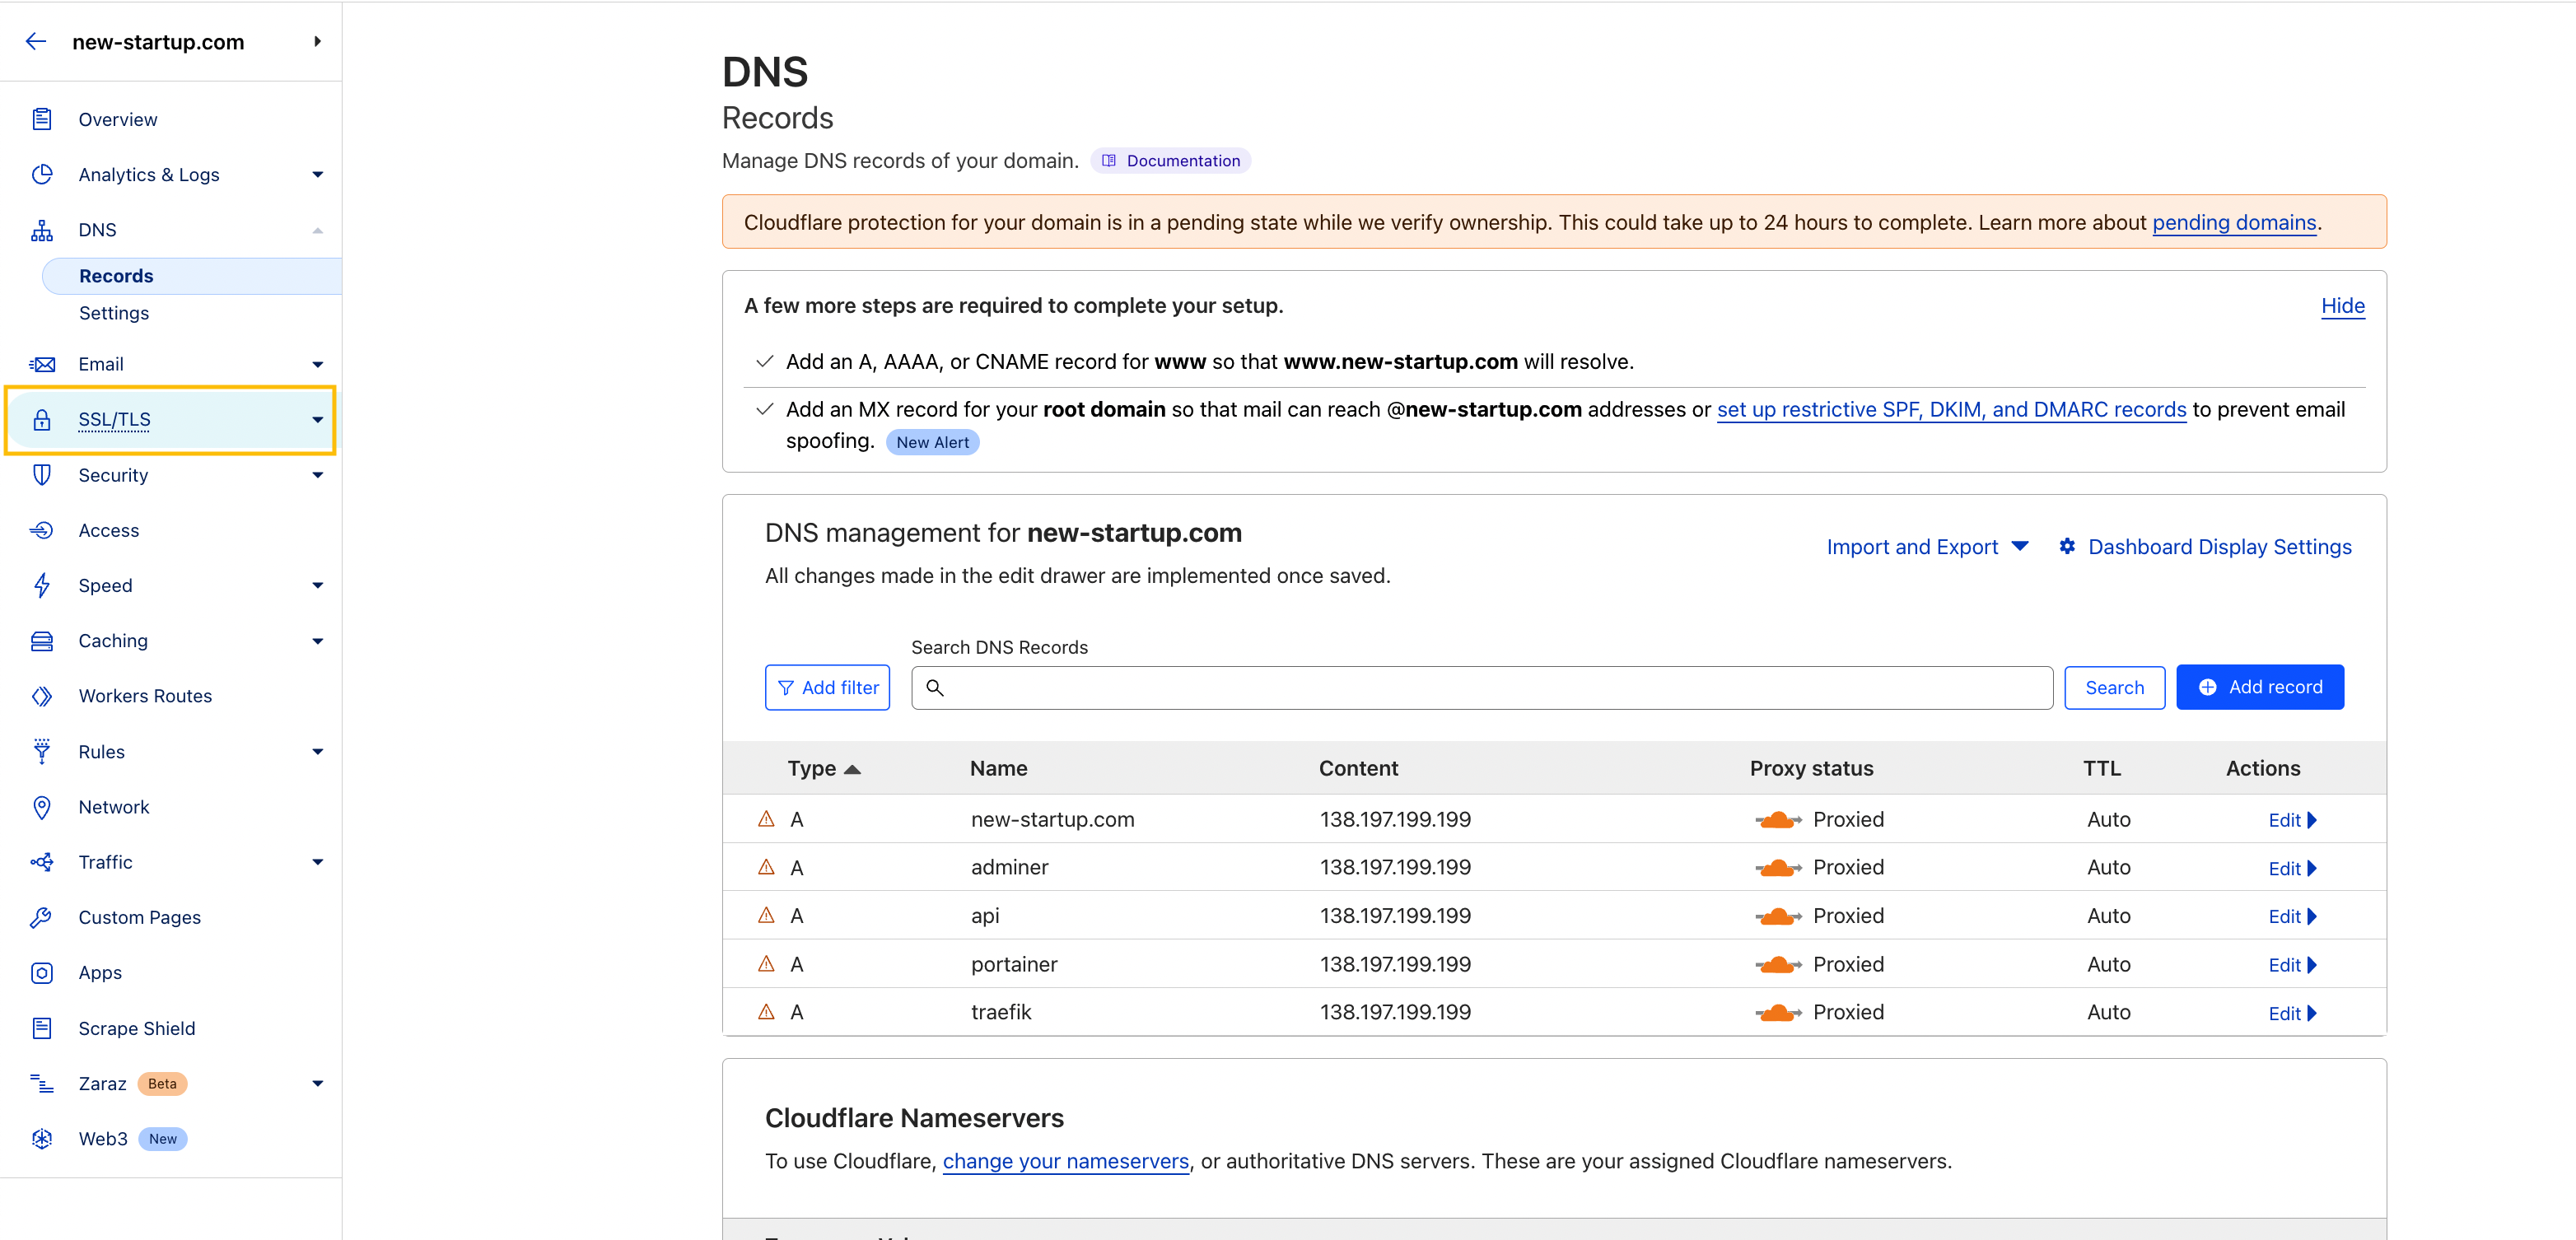 new-startup.com
Overview
Analytics & Logs
DNS
Records
Settings
Email
SSL/TLS
Security
Access
Speed
Caching
Workers Routes
Rules
Network
Traffic
Custom Pages
Apps
Scrape Shield
Zaraz Beta
Web3 New
DNS
Records
Manage DNS records of your domain. Documentation
Cloudflare protection for your domain is in a pending state while we verify ownership. This could take up to 24 hours to complete. Learn more about pending domains.
A few more steps are required to complete your setup. Hide
Add an A, AAAA, or CNAME record for www so that www.new-startup.com will resolve.
Add an MX record for your root domain so that mail can reach @new-startup.com addresses or set up restrictive SPF, DKIM, and DMARC records to prevent email
spoofing. New Alert
DNS management for new-startup.com
Import and Export Dashboard Display Settings
All changes made in the edit drawer are implemented once saved.
Search DNS Records
Add filter Search Add record
Type Name Content Proxy status TTL Actions
A new-startup.com 138.197.199.199 Proxied Auto Edit
A adminer 138.197.199.199 Proxied Auto Edit
A api 138.197.199.199 Proxied Auto Edit
A portainer 138.197.199.199 Proxied Auto Edit
A traefik 138.197.199.199 Proxied Auto Edit
Cloudflare Nameservers
To use Cloudflare, change your nameservers, or authoritative DNS servers. These are your assigned Cloudflare nameservers.